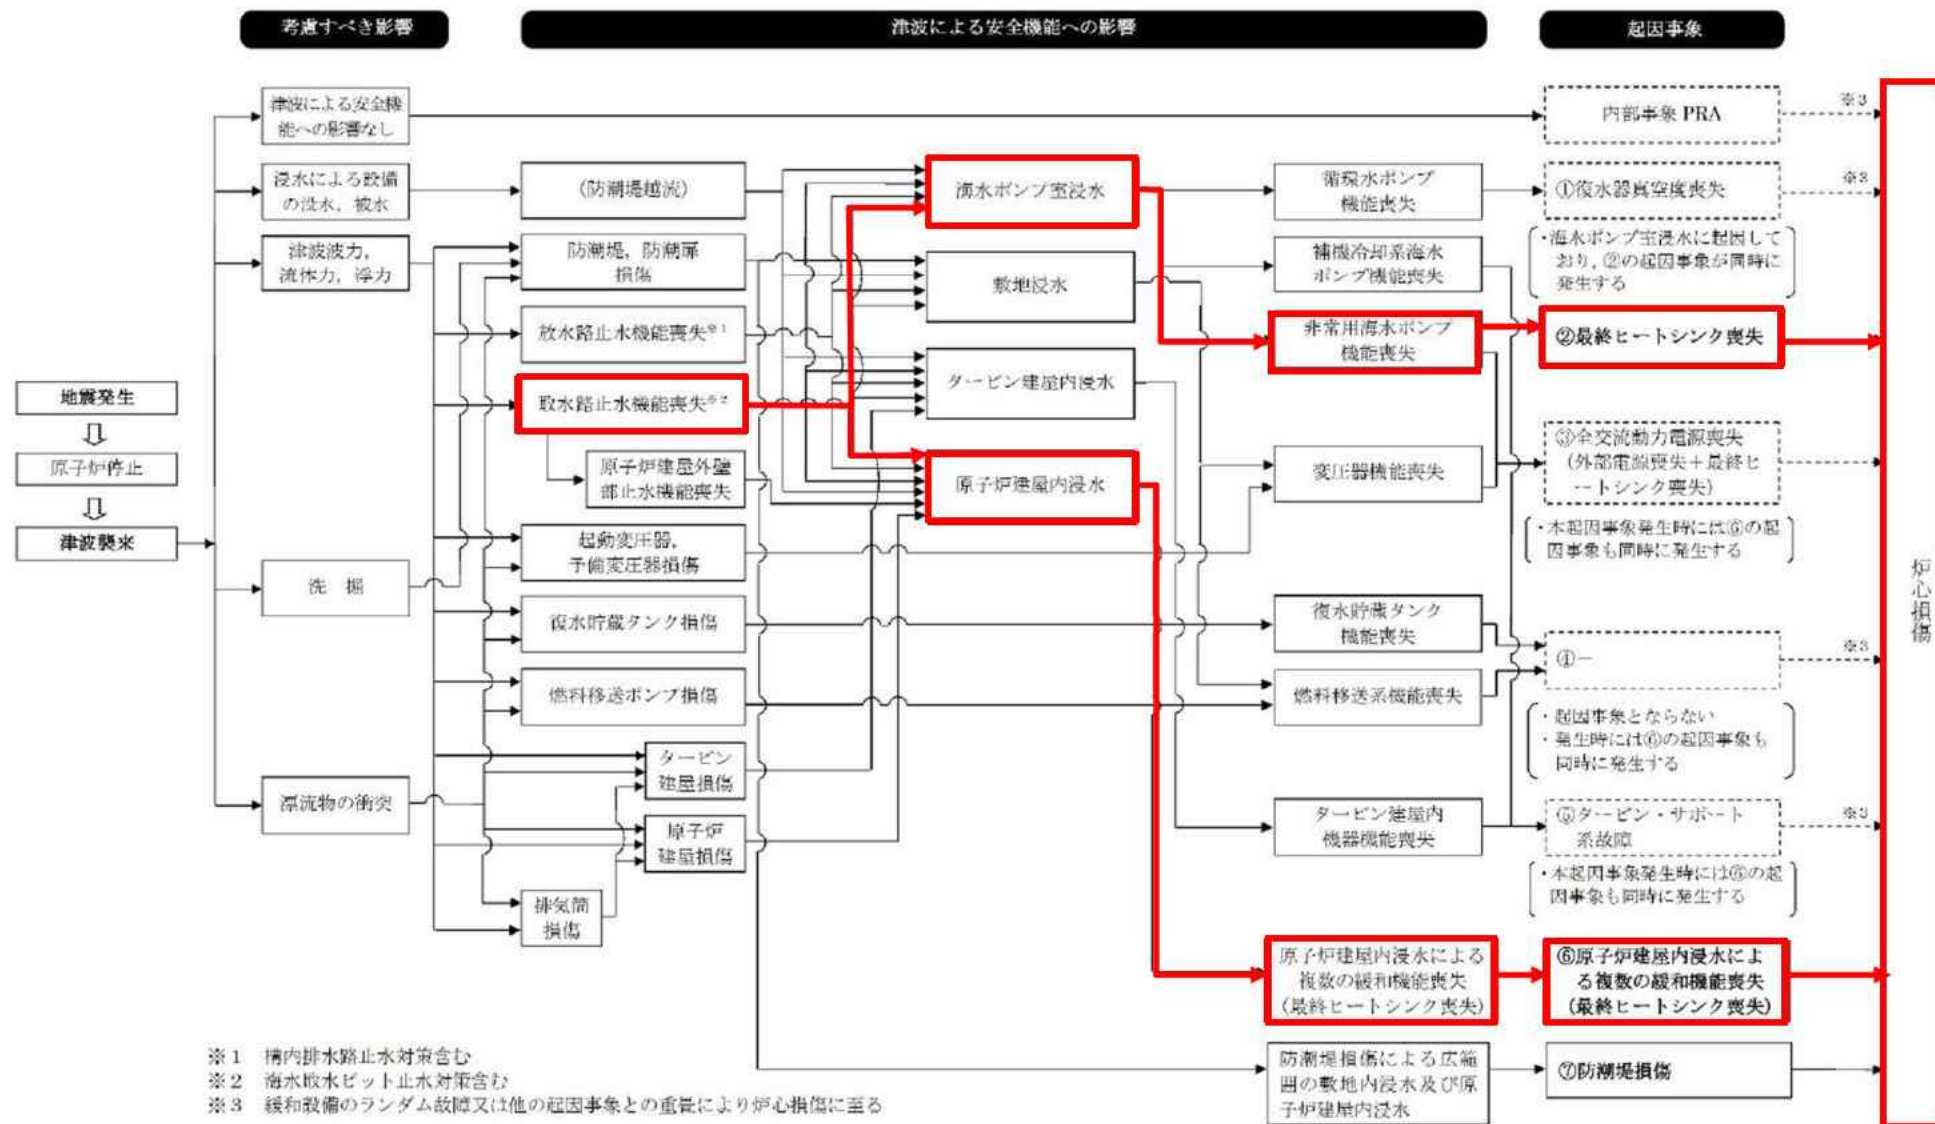 考慮すべき影響
津波による安全機能への影響
起因事象
津波による安全機
能への影響なし
内部事象 PRA
※3
浸水による設備
の没水，被水
(防潮堤越流)
海水ポンプ室浸水
循環水ポンプ
機能喪失
①復水器真空度喪失
※3
津波波力，
流体力，浮力
防潮堤，防潮扉
損傷
敷地浸水
補機冷却系海水
ポンプ機能喪失
・海水ポンプ室浸水に起因して
おり，②の起因事象が同時に
発生する
放水路止水機能喪失※1
非常用海水ポンプ
機能喪失
②最終ヒートシンク喪失
地震発生
取水路止水機能喪失※2
タービン建屋内浸水
原子炉停止
原子炉建屋外壁
部止水機能喪失
原子炉建屋内浸水
変圧器機能喪失
③全交流動力電源喪失
(外部電源喪失＋最終ヒ
ートシンク喪失)
※3
津波襲来
起動変圧器，
予備変圧器損傷
・本起因事象発生時には⑥の起
因事象も同時に発生する
洗　掘
復水貯蔵タンク損傷
復水貯蔵タンク
機能喪失
④－
※3
炉心損傷
燃料移送ポンプ損傷
燃料移送系機能喪失
・起因事象とならない
・発生時には⑥の起因事象も
同時に発生する
タービン
建屋損傷
漂流物の衝突
原子炉
建屋損傷
タービン建屋内
機器機能喪失
⑤タービン・サポート
系故障
※3
・本起因事象発生時には⑥の起
因事象も同時に発生する
排気筒
損傷
原子炉建屋内浸水による
複数の緩和機能喪失
(最終ヒートシンク喪失)
⑥原子炉建屋内浸水によ
る複数の緩和機能喪失
(最終ヒートシンク喪失)
防潮堤損傷による広範
囲の敷地内浸水及び原
子炉建屋内浸水
⑦防潮堤損傷
※1　構内排水路止水対策含む
※2　海水取水ピット止水対策含む
※3　緩和設備のランダム故障又は他の起因事象との重畳により炉心損傷に至る